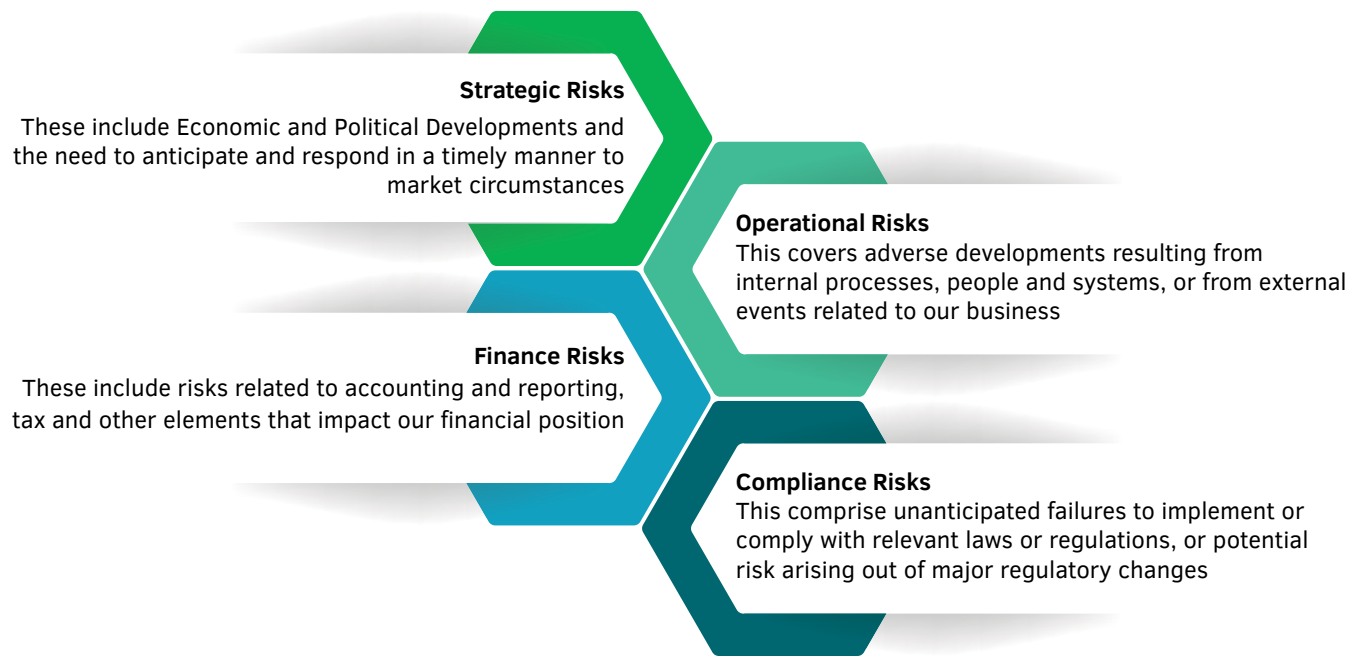 Strategic Risks
These include Economic and Political Developments and
the need to anticipate and respond in a timely manner to
market circumstances
Operational Risks
This covers adverse developments resulting from
internal processes, people and systems, or from external
events related to our business
Finance Risks
These include risks related to accounting and reporting,
tax and other elements that impact our financial position
Compliance Risks
This comprise unanticipated failures to implement or
comply with relevant laws or regulations, or potential
risk arising out of major regulatory changes